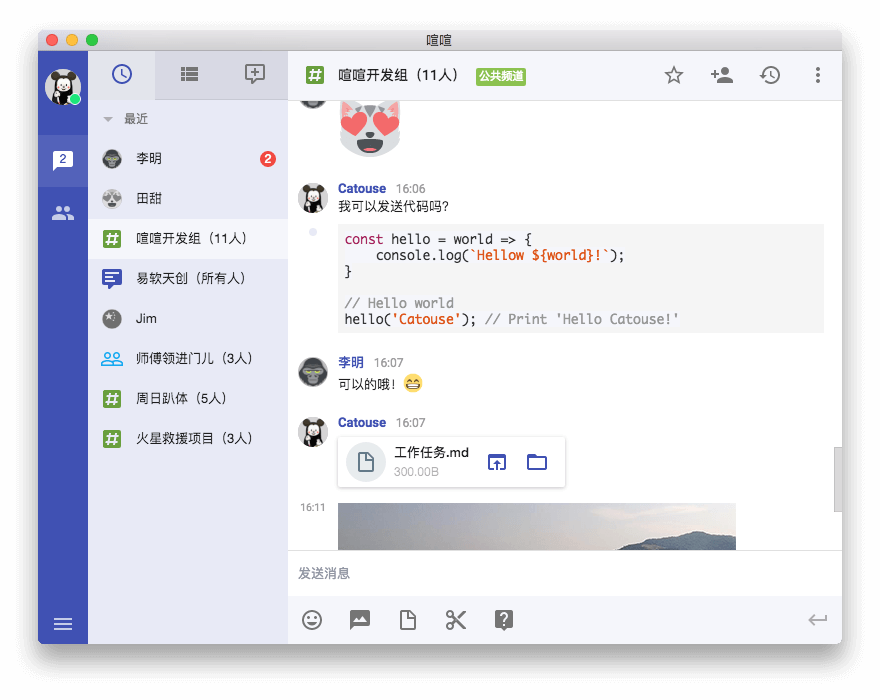 喧喧
喧喧开发组（11人）
公共频道
最近
2
李明
2
田甜
喧喧开发组（11人）
易软天创（所有人）
Jim
师傅领进门儿（3人）
周日趴体（5人）
火星救援项目（3人）
Catouse 16:06
我可以发送代码吗？
const hello = world => {
    console.log(`Hellow ${world}!`);
}
// Hello world
hello('Catouse'); // Print 'Hello Catouse!'
李明 16:07
可以的哦！
Catouse 16:07
工作任务.md
300.00B
16:11
发送消息